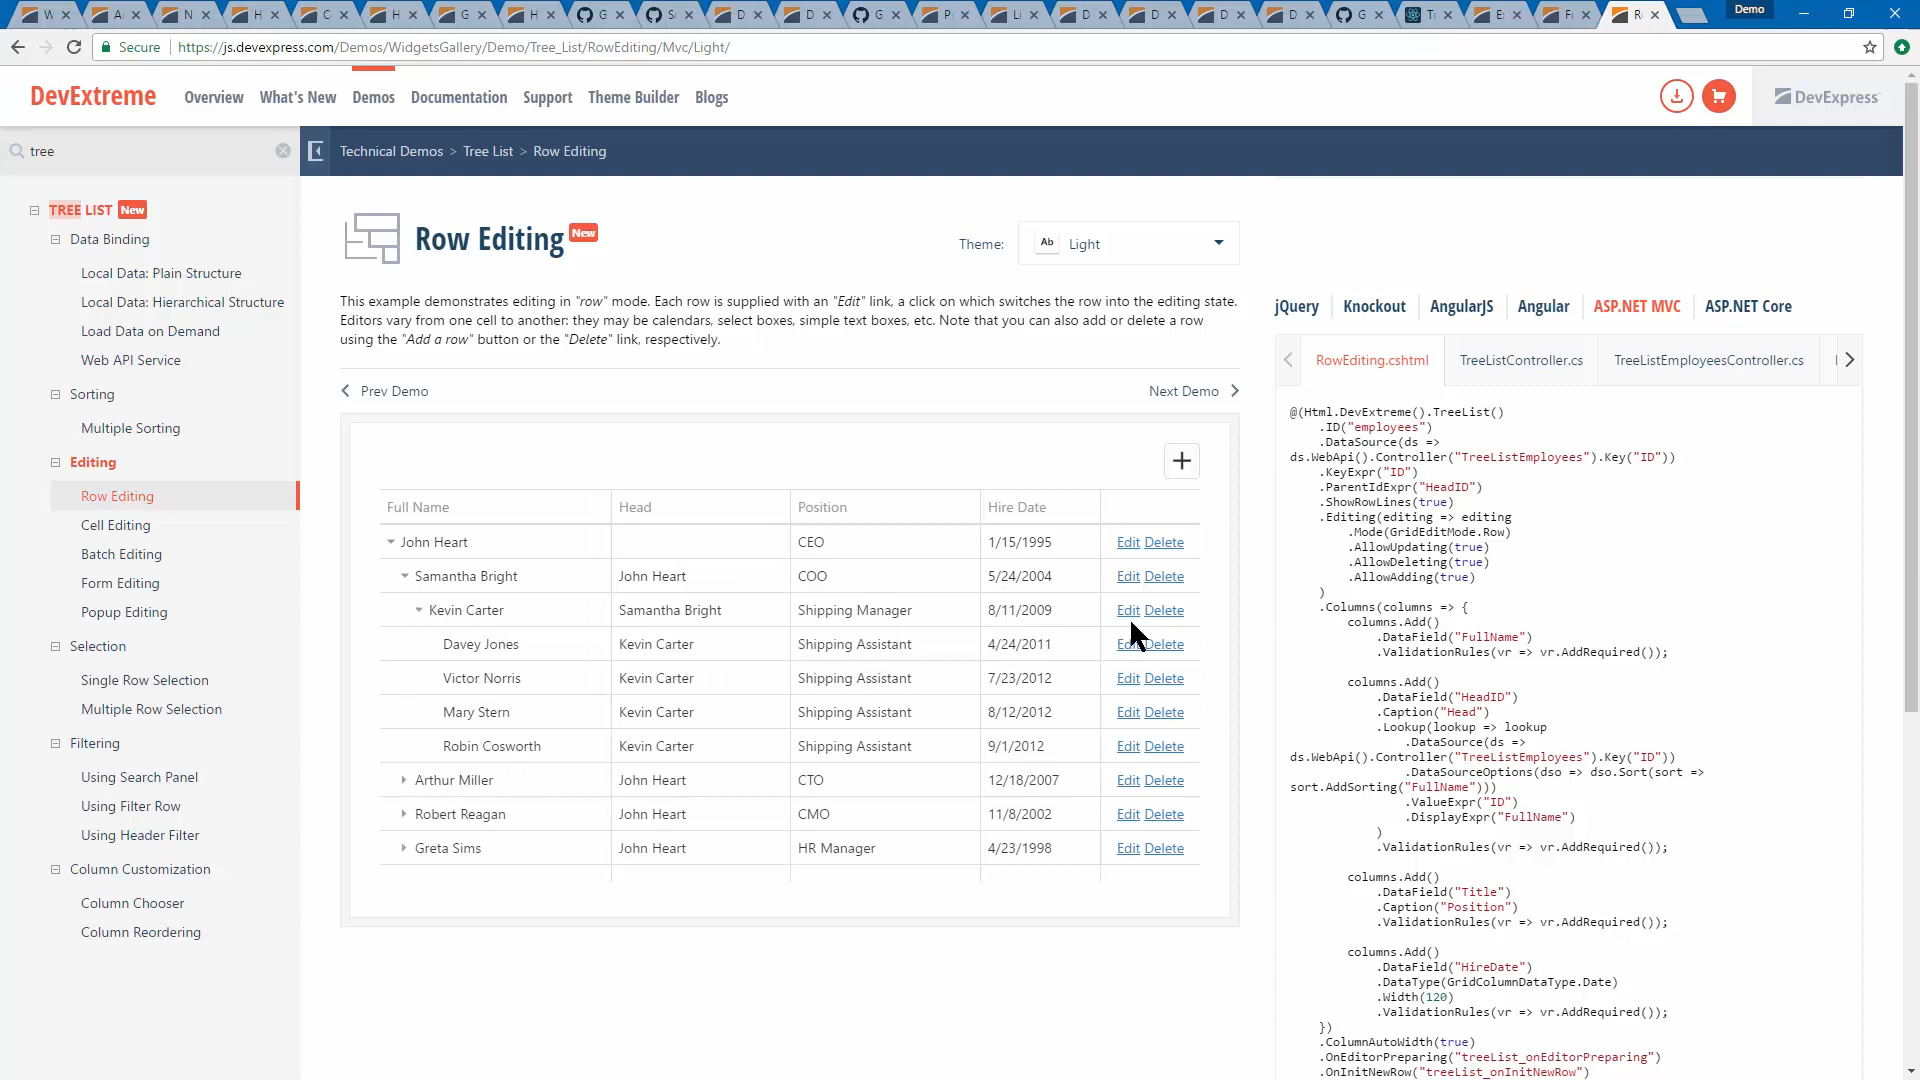 Demo
Secure
https://js.devexpress.com/Demos/WidgetsGallery/Demo/Tree_List/RowEditing/Mvc/Light/
DevExtreme
Overview
What's New
Demos
Documentation
Support
Theme Builder
Blogs
DevExpress
tree
Technical Demos > Tree List > Row Editing
TREE LIST New
Data Binding
Local Data: Plain Structure
Local Data: Hierarchical Structure
Load Data on Demand
Web API Service
Sorting
Multiple Sorting
Editing
Row Editing
Cell Editing
Batch Editing
Form Editing
Popup Editing
Selection
Single Row Selection
Multiple Row Selection
Filtering
Using Search Panel
Using Filter Row
Using Header Filter
Column Customization
Column Chooser
Column Reordering
Row Editing New
Theme: Ab Light
This example demonstrates editing in "row" mode. Each row is supplied with an "Edit" link, a click on which switches the row into the editing state.
Editors vary from one cell to another: they may be calendars, select boxes, simple text boxes, etc. Note that you can also add or delete a row
using the "Add a row" button or the "Delete" link, respectively.
Prev Demo
Next Demo
Full Name Head Position Hire Date
John Heart CEO 1/15/1995 Edit Delete
Samantha Bright John Heart COO 5/24/2004 Edit Delete
Kevin Carter Samantha Bright Shipping Manager 8/11/2009 Edit Delete
Davey Jones Kevin Carter Shipping Assistant 4/24/2011 Edit Delete
Victor Norris Kevin Carter Shipping Assistant 7/23/2012 Edit Delete
Mary Stern Kevin Carter Shipping Assistant 8/12/2012 Edit Delete
Robin Cosworth Kevin Carter Shipping Assistant 9/1/2012 Edit Delete
Arthur Miller John Heart CTO 12/18/2007 Edit Delete
Robert Reagan John Heart CMO 11/8/2002 Edit Delete
Greta Sims John Heart HR Manager 4/23/1998 Edit Delete
jQuery
Knockout
AngularJS
Angular
ASP.NET MVC
ASP.NET Core
RowEditing.cshtml
TreeListController.cs
TreeListEmployeesController.cs
@(Html.DevExtreme().TreeList()
.ID("employees")
.DataSource(ds =>
ds.WebApi().Controller("TreeListEmployees").Key("ID"))
.KeyExpr("ID")
.ParentIdExpr("HeadID")
.ShowRowLines(true)
.Editing(editing => editing
.Mode(GridEditMode.Row)
.AllowUpdating(true)
.AllowDeleting(true)
.AllowAdding(true)
)
.Columns(columns => {
columns.Add()
.DataField("FullName")
.ValidationRules(vr => vr.AddRequired());
columns.Add()
.DataField("HeadID")
.Caption("Head")
.Lookup(lookup => lookup
.DataSource(ds =>
ds.WebApi().Controller("TreeListEmployees").Key("ID"))
.DataSourceOptions(dso => dso.Sort(sort =>
sort.AddSorting("FullName")))
.ValueExpr("ID")
.DisplayExpr("FullName")
)
.ValidationRules(vr => vr.AddRequired());
columns.Add()
.DataField("Title")
.Caption("Position")
.ValidationRules(vr => vr.AddRequired());
columns.Add()
.DataField("HireDate")
.DataType(GridColumnDataType.Date)
.Width(120)
.ValidationRules(vr => vr.AddRequired());
})
.ColumnAutoWidth(true)
.OnEditorPreparing("treeList_onEditorPreparing")
.OnInitNewRow("treeList_onInitNewRow")